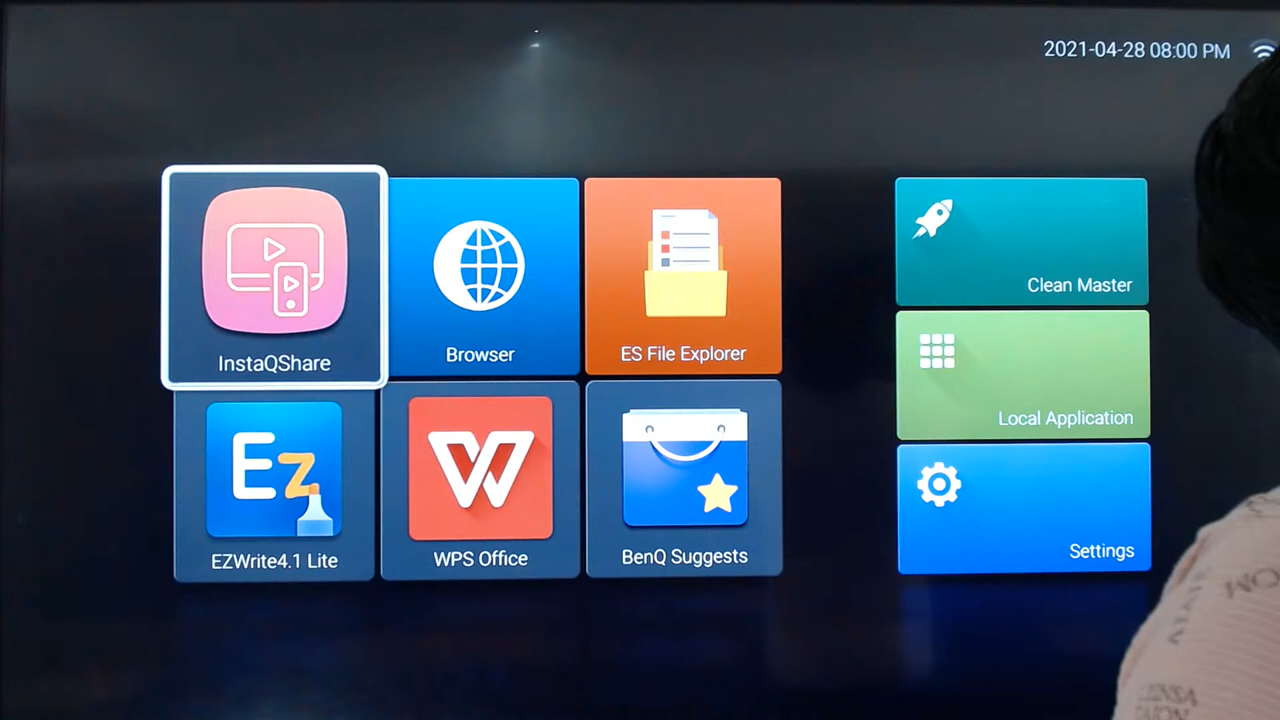 2021-04-28 08:00 PM
InstaQShare
Browser
ES File Explorer
Clean Master
Local Application
Ez
EZWrite4.1 Lite
W
WPS Office
BenQ Suggests
Settings